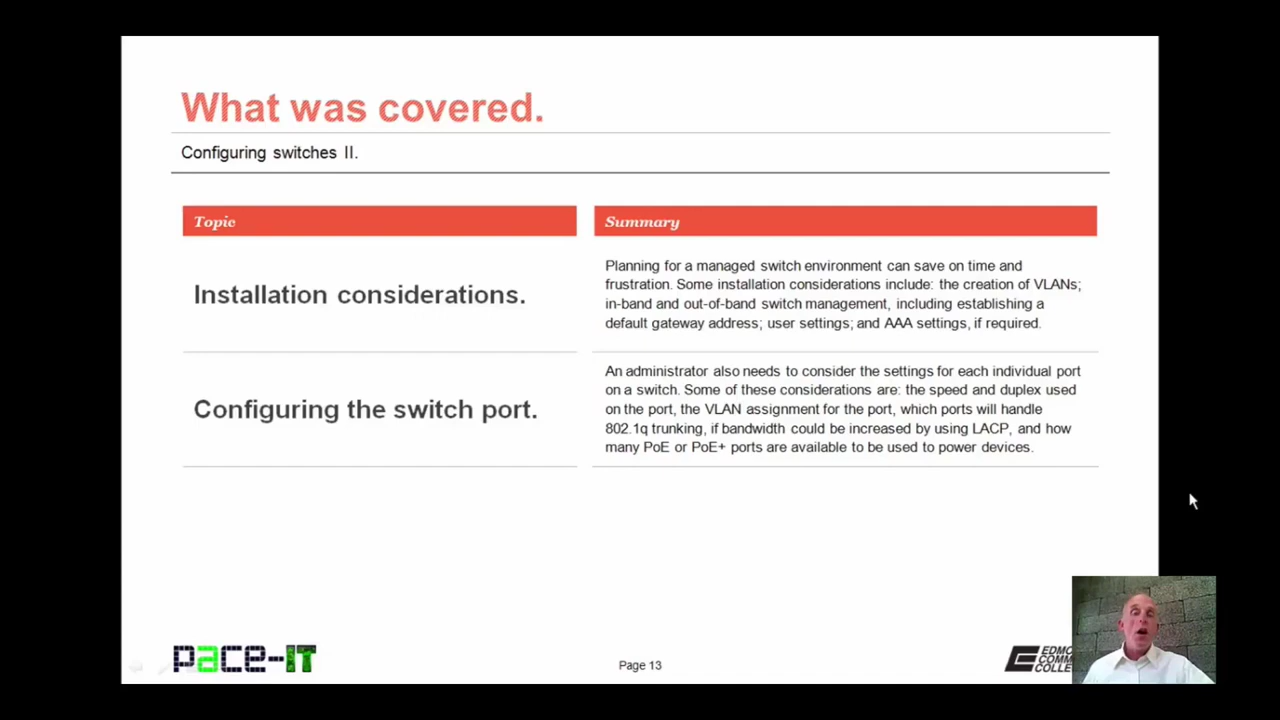 What was covered.
Configuring switches II.
Topic
Summary
Installation considerations.
Planning for a managed switch environment can save on time and
frustration. Some installation considerations include: the creation of VLANs;
in-band and out-of-band switch management, including establishing a
default gateway address; user settings; and AAA settings, if required.
Configuring the switch port.
An administrator also needs to consider the settings for each individual port
on a switch. Some of these considerations are: the speed and duplex used
on the port, the VLAN assignment for the port, which ports will handle
802.1q trunking, if bandwidth could be increased by using LACP, and how
many PoE or PoE+ ports are available to be used to power devices.
pace-IT
Page 13